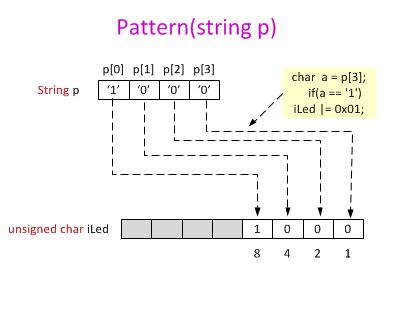 Pattern(string p)
p[0] p[1] p[2] p[3]
String p
‘1’ ‘0’ ‘0’ ‘0’
char a = p[3];
if(a == '1')
iLed |= 0x01;
unsigned char iLed
1 0 0 0
8 4 2 1